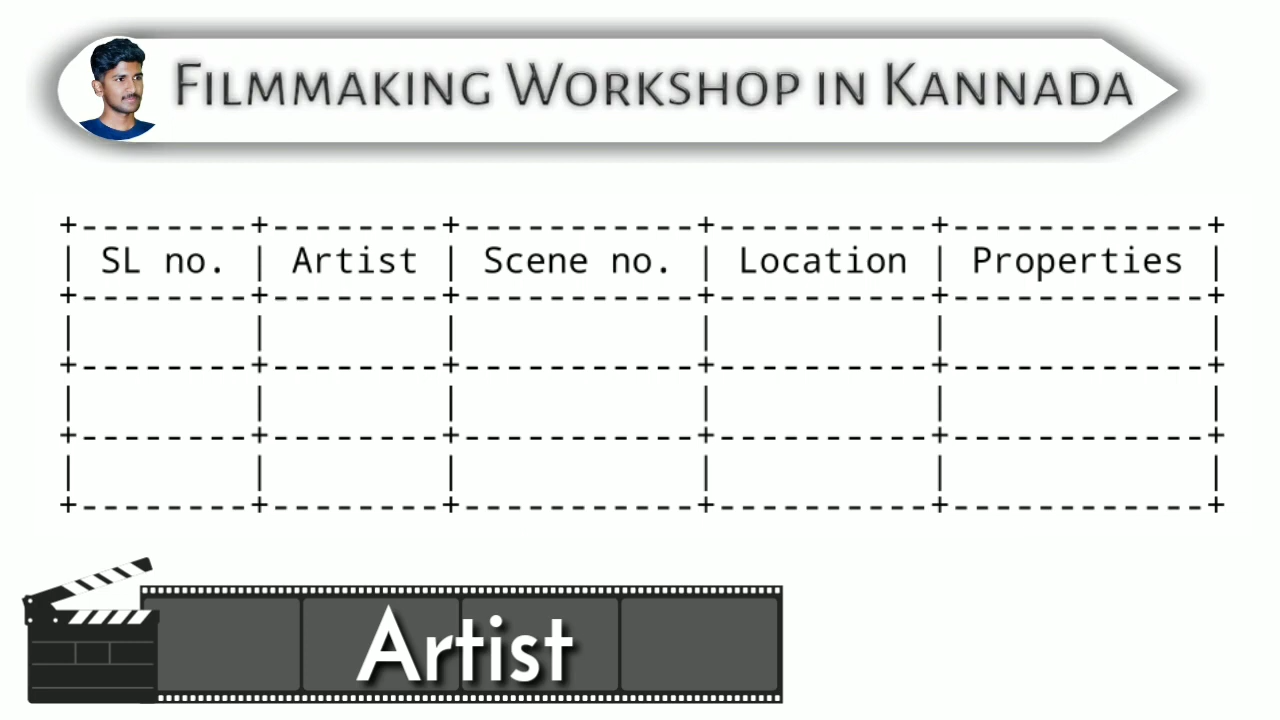 Filmmaking Workshop in Kannada
+--------+--------+-----------+----------+------------+
| SL no. | Artist | Scene no. | Location | Properties |
+--------+--------+-----------+----------+------------+
|        |        |           |          |            |
+--------+--------+-----------+----------+------------+
|        |        |           |          |            |
+--------+--------+-----------+----------+------------+
|        |        |           |          |            |
+--------+--------+-----------+----------+------------+
Artist